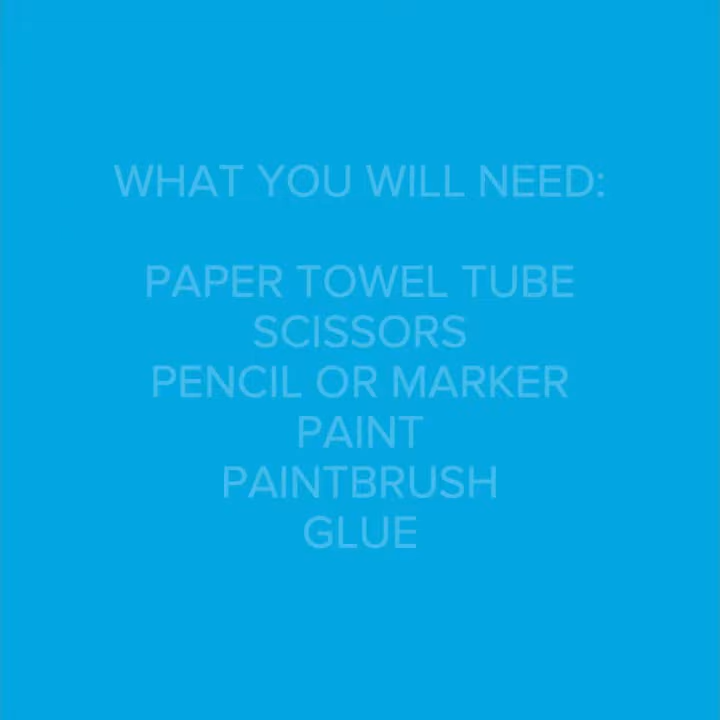 WHAT YOU WILL NEED:
PAPER TOWEL TUBE
SCISSORS
PENCIL OR MARKER
PAINT
PAINTBRUSH
GLUE